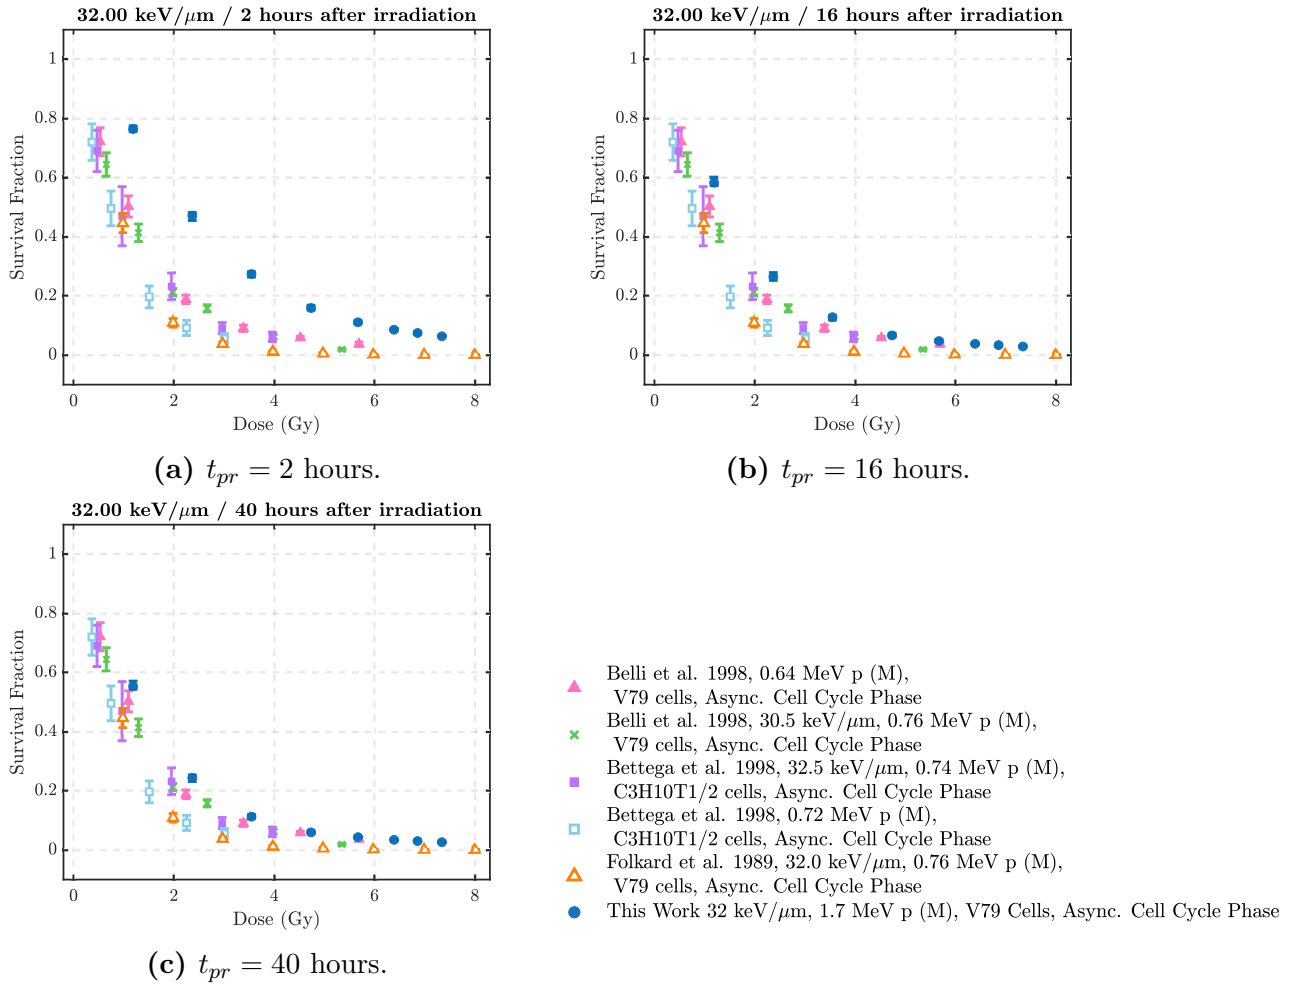 32.00 keV/μm / 2 hours after irradiation
1
0.8
0.6
0.4
0.2
0
Survival Fraction
0 2 4 6 8
Dose (Gy)
(a) t_pr = 2 hours.
32.00 keV/μm / 16 hours after irradiation
1
0.8
0.6
0.4
0.2
0
Survival Fraction
0 2 4 6 8
Dose (Gy)
(b) t_pr = 16 hours.
32.00 keV/μm / 40 hours after irradiation
1
0.8
0.6
0.4
0.2
0
Survival Fraction
0 2 4 6 8
Dose (Gy)
(c) t_pr = 40 hours.
Belli et al. 1998, 0.64 MeV p (M),
V79 cells, Async. Cell Cycle Phase
Belli et al. 1998, 30.5 keV/μm, 0.76 MeV p (M),
V79 cells, Async. Cell Cycle Phase
Bettega et al. 1998, 32.5 keV/μm, 0.74 MeV p (M),
C3H10T1/2 cells, Async. Cell Cycle Phase
Bettega et al. 1998, 0.72 MeV p (M),
C3H10T1/2 cells, Async. Cell Cycle Phase
Folkard et al. 1989, 32.0 keV/μm, 0.76 MeV p (M),
V79 cells, Async. Cell Cycle Phase
This Work 32 keV/μm, 1.7 MeV p (M), V79 Cells, Async. Cell Cycle Phase